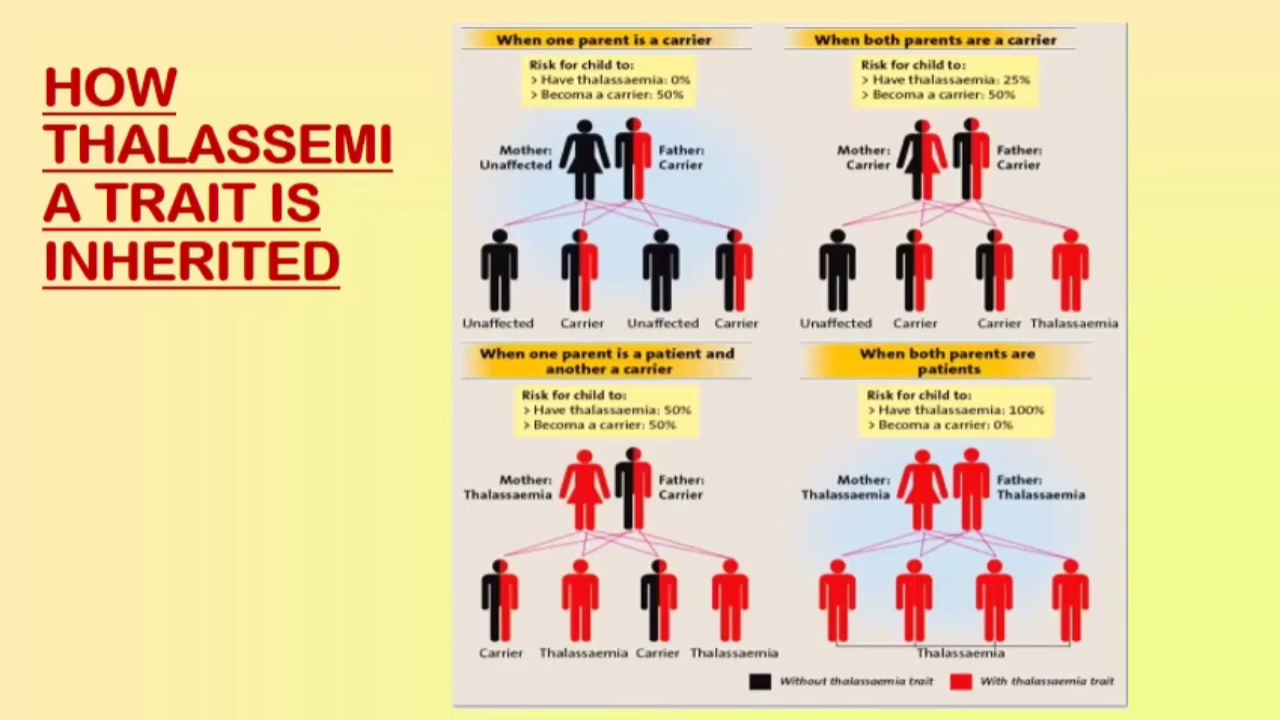 HOW
THALASSEMI
A TRAIT IS
INHERITED
When one parent is a carrier
Risk for child to:
> Have thalassaemia: 0%
> Becoma a carrier: 50%
Mother:
Unaffected
Father:
Carrier
Unaffected
Carrier
Unaffected
Carrier
When both parents are a carrier
Risk for child to:
> Have thalassaemia: 25%
> Becoma a carrier: 50%
Mother:
Carrier
Father:
Carrier
Unaffected
Carrier
Carrier
Thalassaemia
When one parent is a patient and
another a carrier
Risk for child to:
> Have thalassaemia: 50%
> Becoma a carrier: 50%
Mother:
Thalassaemia
Father:
Carrier
Carrier
Thalassaemia
Carrier
Thalassaemia
When both parents are
patients
Risk for child to:
> Have thalassaemia: 100%
> Becoma a carrier: 0%
Mother:
Thalassaemia
Father:
Thalassaemia
Thalassaemia
Without thalassaemia trait
With thalassaemia trait